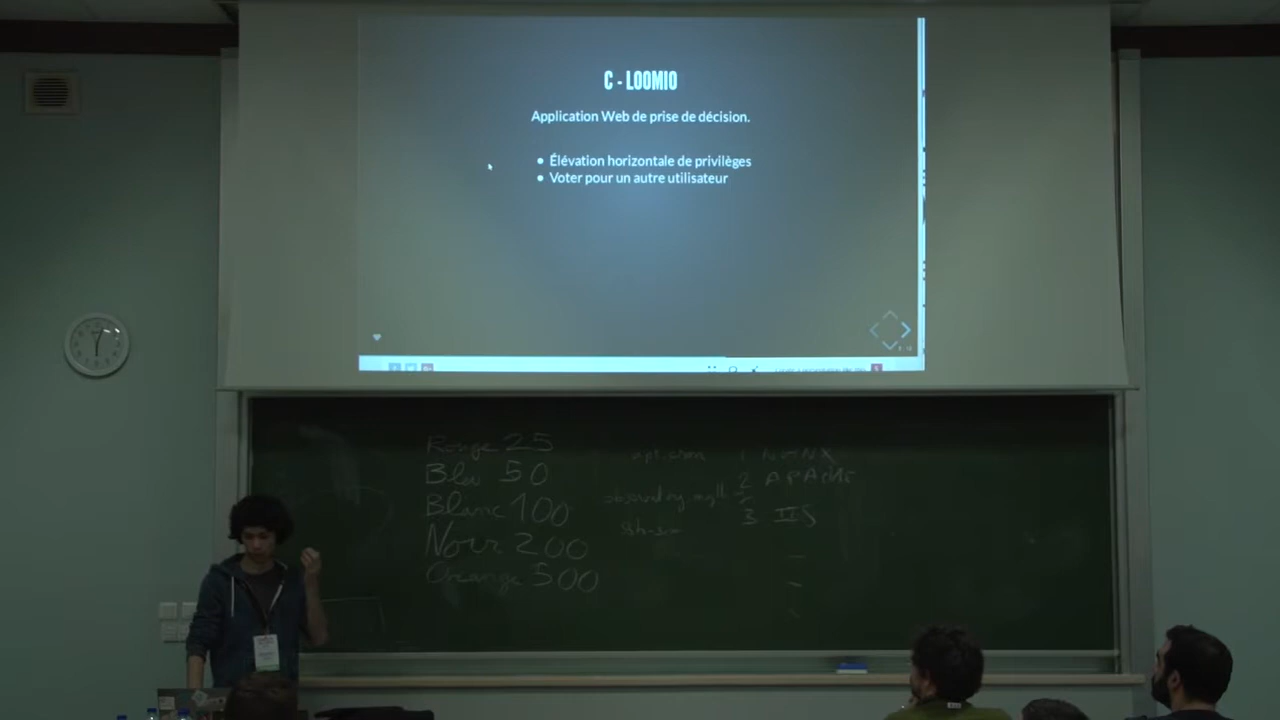 C - LOOMIO
Application Web de prise de décision.
• Élévation horizontale de privilèges
• Voter pour un autre utilisateur
Rouge 25
Bleu 50
Blanc 100
Noir 200
Orange 500
1 NGINX
2 APACHE
3 IIS